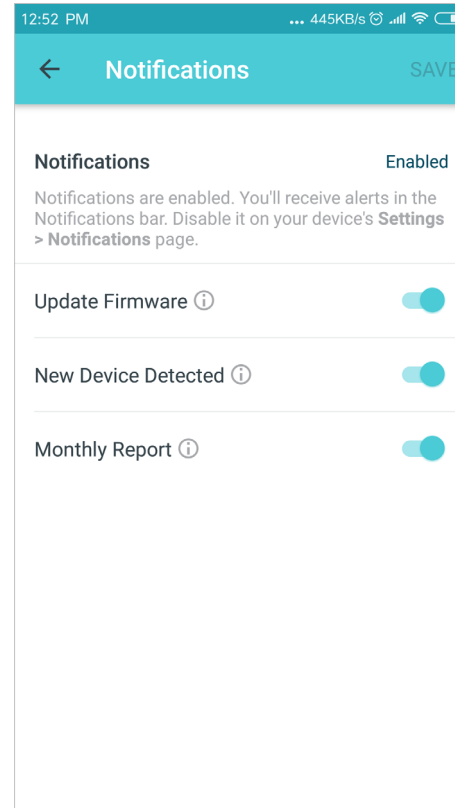 12:52 PM ... 445KB/s
Notifications SAVE
Notifications Enabled
Notifications are enabled. You'll receive alerts in the
Notifications bar. Disable it on your device's Settings
> Notifications page.
Update Firmware
New Device Detected
Monthly Report